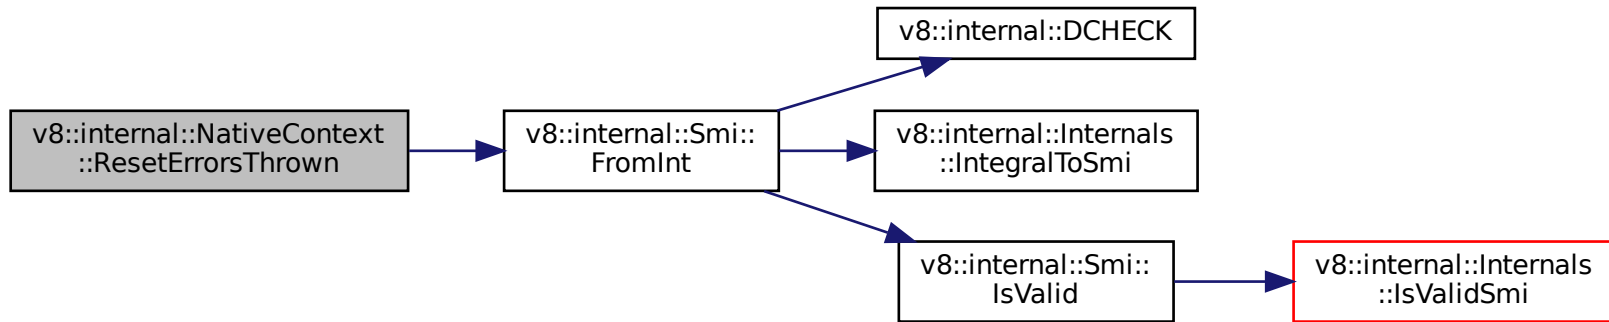 v8::internal::DCHECK
v8::internal::NativeContext
::ResetErrorsThrown
v8::internal::Smi::
FromInt
v8::internal::Internals
::IntegralToSmi
v8::internal::Smi::
IsValid
v8::internal::Internals
::IsValidSmi